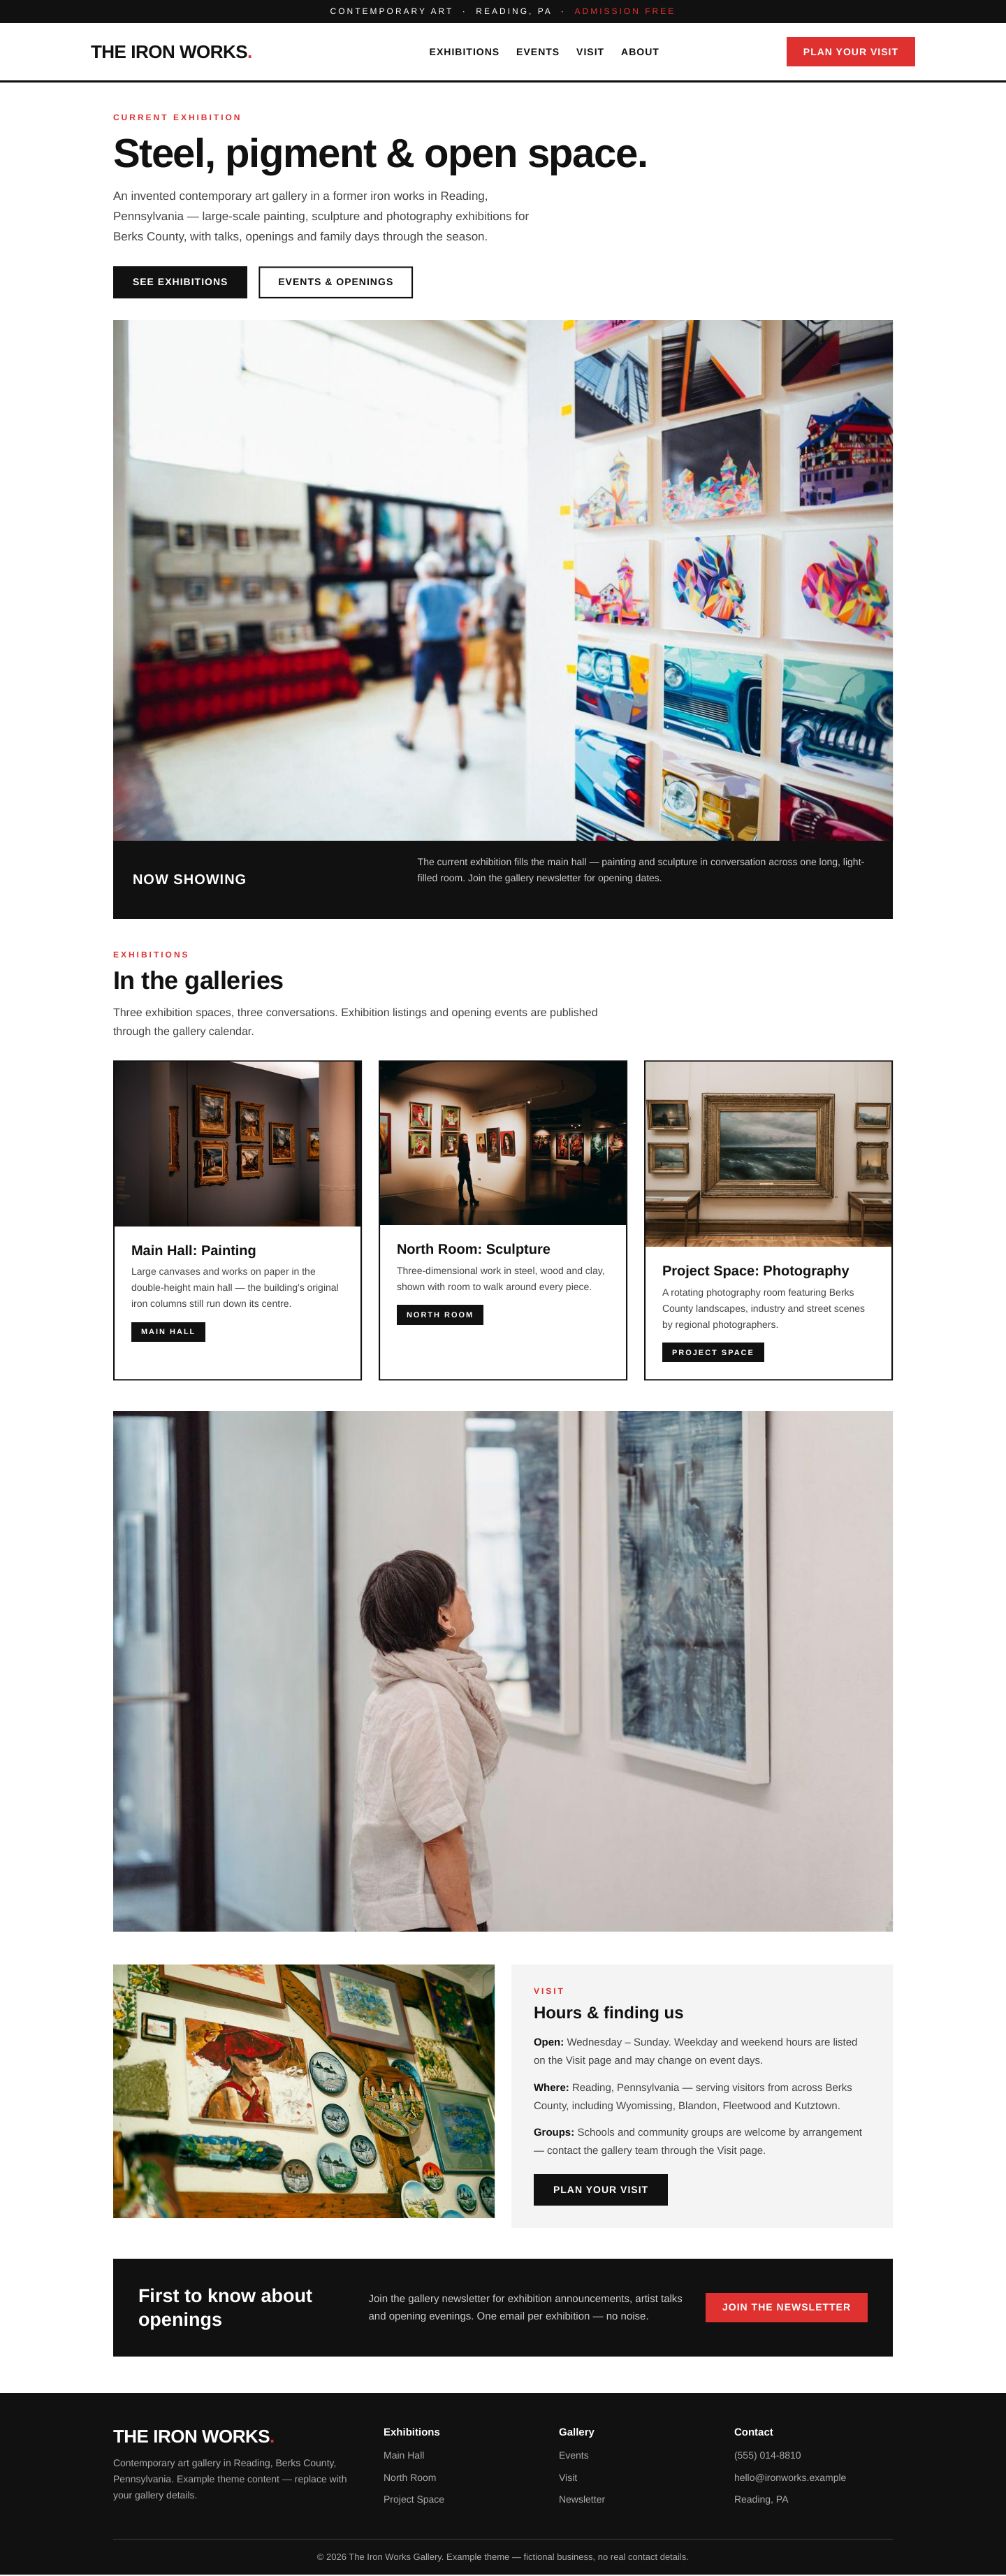 CONTEMPORARY ART · READING, PA · ADMISSION FREE
THE IRON WORKS.
EXHIBITIONS EVENTS VISIT ABOUT
PLAN YOUR VISIT
CURRENT EXHIBITION
Steel, pigment & open space.
An invented contemporary art gallery in a former iron works in Reading,
Pennsylvania — large-scale painting, sculpture and photography exhibitions for
Berks County, with talks, openings and family days through the season.
SEE EXHIBITIONS
EVENTS & OPENINGS
NOW SHOWING
The current exhibition fills the main hall — painting and sculpture in conversation across one long, light-
filled room. Join the gallery newsletter for opening dates.
EXHIBITIONS
In the galleries
Three exhibition spaces, three conversations. Exhibition listings and opening events are published
through the gallery calendar.
Main Hall: Painting
Large canvases and works on paper in the
double-height main hall — the building's original
iron columns still run down its centre.
MAIN HALL
North Room: Sculpture
Three-dimensional work in steel, wood and clay,
shown with room to walk around every piece.
NORTH ROOM
Project Space: Photography
A rotating photography room featuring Berks
County landscapes, industry and street scenes
by regional photographers.
PROJECT SPACE
VISIT
Hours & finding us
Open: Wednesday – Sunday. Weekday and weekend hours are listed
on the Visit page and may change on event days.
Where: Reading, Pennsylvania — serving visitors from across Berks
County, including Wyomissing, Blandon, Fleetwood and Kutztown.
Groups: Schools and community groups are welcome by arrangement
— contact the gallery team through the Visit page.
PLAN YOUR VISIT
First to know about
openings
Join the gallery newsletter for exhibition announcements, artist talks
and opening evenings. One email per exhibition — no noise.
JOIN THE NEWSLETTER
THE IRON WORKS.
Contemporary art gallery in Reading, Berks County,
Pennsylvania. Example theme content — replace with
your gallery details.
Exhibitions
Main Hall
North Room
Project Space
Gallery
Events
Visit
Newsletter
Contact
(555) 014-8810
hello@ironworks.example
Reading, PA
© 2026 The Iron Works Gallery. Example theme — fictional business, no real contact details.